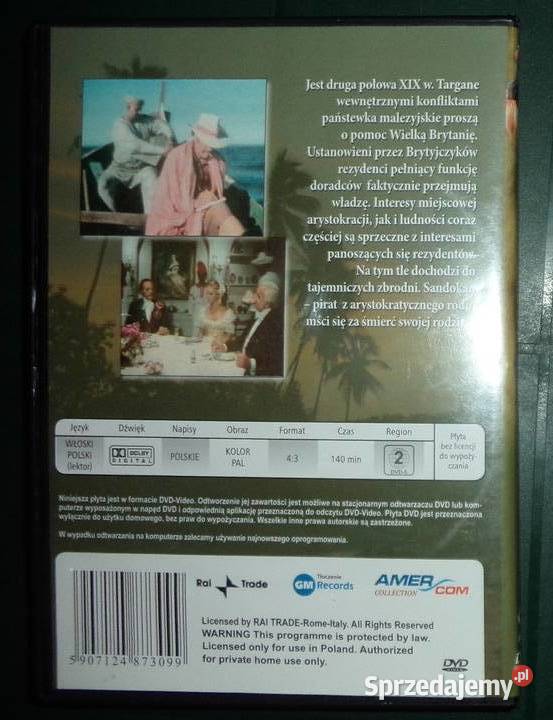 Jest druga połowa XIX w. Targane
wewnętrznymi konfliktami
państewka malezyjskie proszą
o pomoc Wielką Brytanię.
Ustanowieni przez Brytyjczyków
rezydenci pełniący funkcję
doradców faktycznie przejmują
władzę. Interesy miejscowej
arystokracji, jak i ludności coraz
częściej są sprzeczne z interesami
panoszących się rezydentów.
Na tym tle dochodzi do
tajemniczych zbrodni. Sandokan
– pirat z arystokratycznego rodu
mści się za śmierć swojej rodziny.
Język Dźwięk Napisy Obraz Format Czas Region
WŁOSKI
POLSKI
(lektor)
DOLBY
DIGITAL
POLSKIE
KOLOR
PAL
4:3
140 min
2
DVD-5
Płyta
bez licencji
do wypoży-
czania
Niniejsza płyta jest w formacie DVD-Video. Odtworzenie jej zawartości jest możliwe na stacjonarnym odtwarzaczu DVD lub kom-
puterze wyposażonym w napęd DVD i odpowiednią aplikację przeznaczoną do odczytu DVD-Video. Płyta DVD jest przeznaczona
wyłącznie do użytku domowego, bez praw do wypożyczania. Wszelkie inne prawa autorskie są zastrzeżone.
W wypadku odtwarzania na komputerze zalecamy używanie najnowszego oprogramowania.
Rai Trade
GM Tłoczenie
Records
AMERCOM
COLLECTION
Licensed by RAI TRADE-Rome-Italy. All Rights Reserved
WARNING This programme is protected by law.
Licensed only for use in Poland. Authorized
for private home use only.
5 907124 873099
DVD
VIDEO
Sprzedajemy.pl